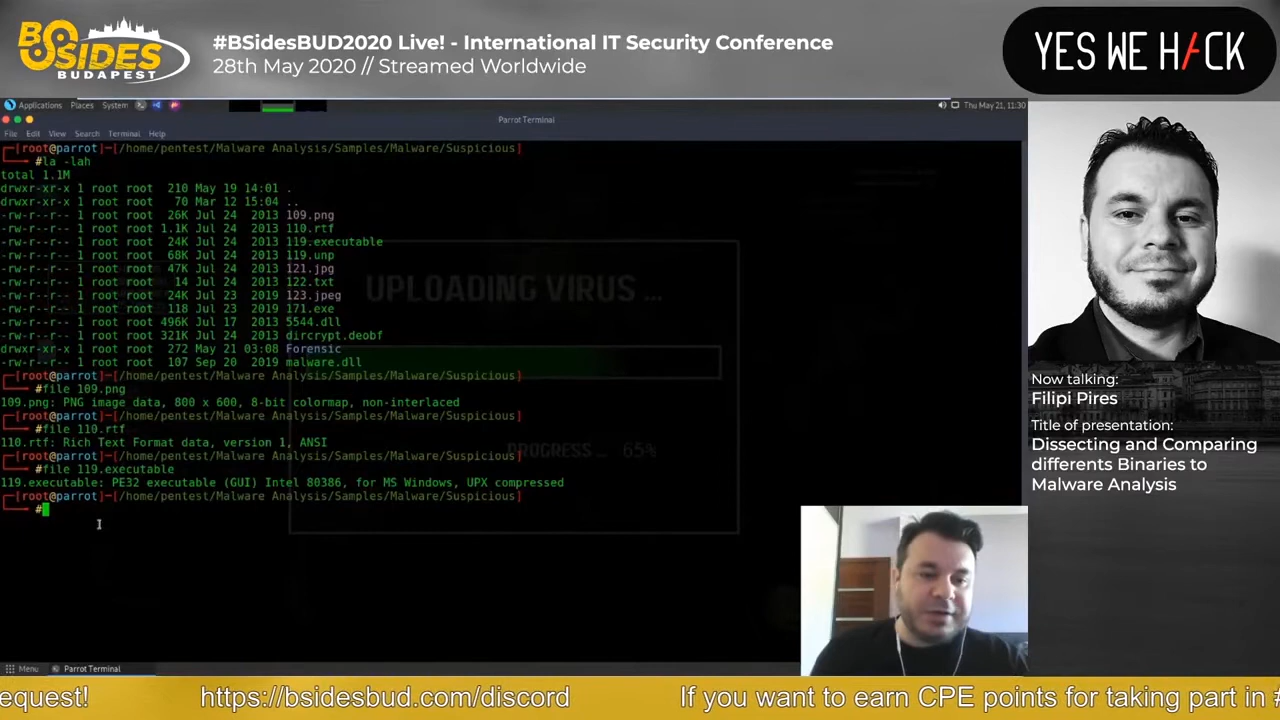 BSIDES
BUDAPEST
#BSidesBUD2020 Live! - International IT Security Conference
28th May 2020 // Streamed Worldwide
YES WE H/CK
Applications Places System
Thu May 21, 11:30
Parrot Terminal
File Edit View Search Terminal Help
┌─[root@parrot]─[/home/pentest/Malware Analysis/Samples/Malware/Suspicious]
└──╼ #la -lah
total 1.1M
drwxr-xr-x 1 root root 210 May 19 14:01 .
drwxr-xr-x 1 root root 70 Mar 12 15:04 ..
-rw-r--r-- 1 root root 26K Jul 24 2013 109.png
-rw-r--r-- 1 root root 1.1K Jul 24 2013 110.rtf
-rw-r--r-- 1 root root 24K Jul 24 2013 119.executable
-rw-r--r-- 1 root root 68K Jul 24 2013 119.unp
-rw-r--r-- 1 root root 47K Jul 24 2013 121.jpg
-rw-r--r-- 1 root root 14 Jul 24 2013 122.txt
-rw-r--r-- 1 root root 24K Jul 23 2019 123.jpeg
-rw-r--r-- 1 root root 118 Jul 23 2019 171.exe
-rw-r--r-- 1 root root 496K Jul 17 2013 5544.dll
-rw-r--r-- 1 root root 321K Jul 24 2013 dircrypt.deobf
drwxr-xr-x 1 root root 272 May 21 03:08 Forensic
-rw-r--r-- 1 root root 107 Sep 20 2019 malware.dll
┌─[root@parrot]─[/home/pentest/Malware Analysis/Samples/Malware/Suspicious]
└──╼ #file 109.png
109.png: PNG image data, 800 x 600, 8-bit colormap, non-interlaced
┌─[root@parrot]─[/home/pentest/Malware Analysis/Samples/Malware/Suspicious]
└──╼ #file 110.rtf
110.rtf: Rich Text Format data, version 1, ANSI
┌─[root@parrot]─[/home/pentest/Malware Analysis/Samples/Malware/Suspicious]
└──╼ #file 119.executable
119.executable: PE32 executable (GUI) Intel 80386, for MS Windows, UPX compressed
┌─[root@parrot]─[/home/pentest/Malware Analysis/Samples/Malware/Suspicious]
└──╼ #
UPLOADING VIRUS ...
PROGRESS... 65%
Menu Parrot Terminal
Now talking:
Filipi Pires
Title of presentation:
Dissecting and Comparing
differents Binaries to
Malware Analysis
equest! https://bsidesbud.com/discord If you want to earn CPE points for taking part in #